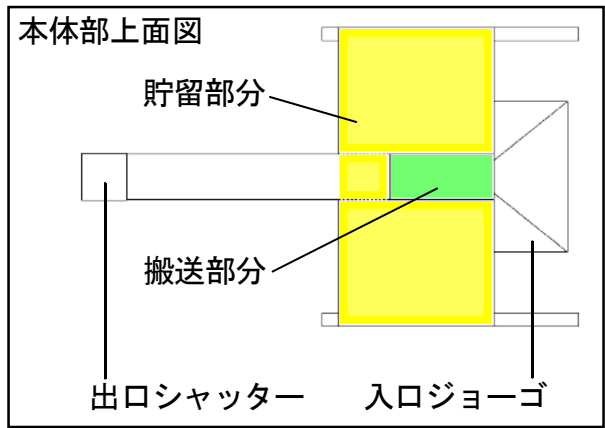 本体部上面図
貯留部分
搬送部分
出口シャッター
入口ジョーゴ